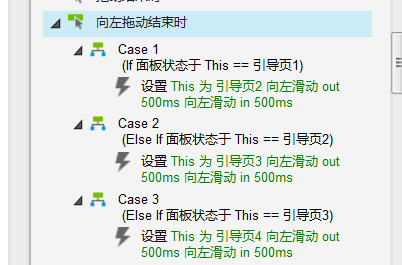 向左拖动结束时
Case 1
(If 面板状态于 This == 引导页1)
设置 This 为 引导页2 向左滑动 out
500ms 向左滑动 in 500ms
Case 2
(Else If 面板状态于 This == 引导页2)
设置 This 为 引导页3 向左滑动 out
500ms 向左滑动 in 500ms
Case 3
(Else If 面板状态于 This == 引导页3)
设置 This 为 引导页4 向左滑动 out
500ms 向左滑动 in 500ms